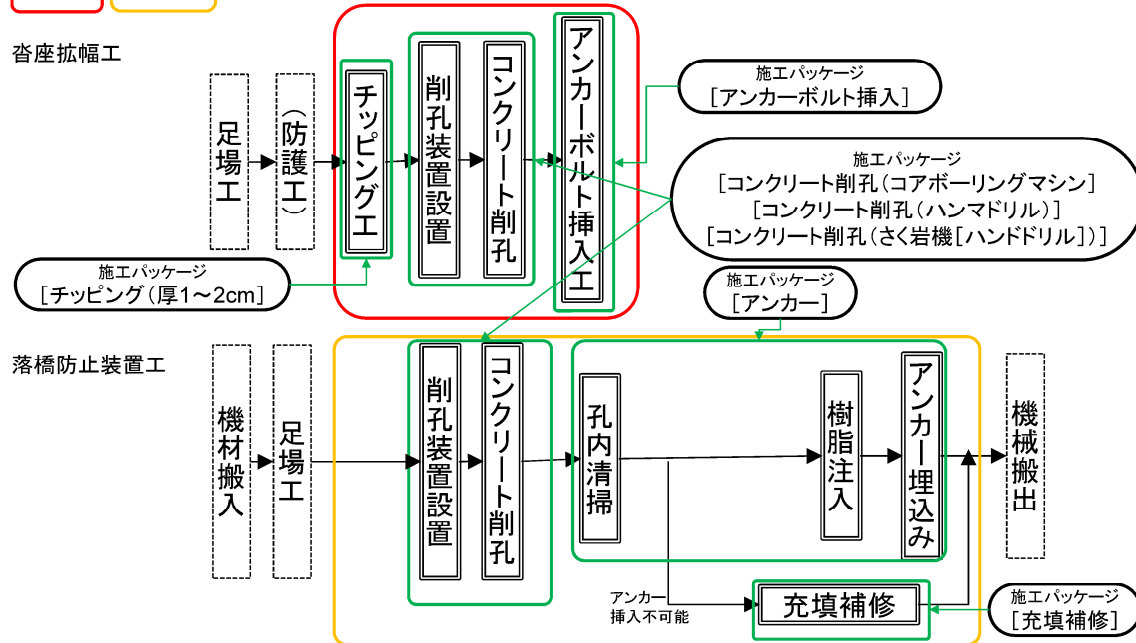 沓座拡幅工
足場工
(防護工)
チッピング工
削孔装置設置
コンクリート削孔
アンカーボルト挿入工
施工パッケージ
[アンカーボルト挿入]
施工パッケージ
[コンクリート削孔(コアボーリングマシン]
[コンクリート削孔(ハンマドリル)]
[コンクリート削孔(さく岩機[ハンドドリル])]
施工パッケージ
[チッピング(厚1～2cm]
施工パッケージ
[アンカー]
落橋防止装置工
機材搬入
足場工
削孔装置設置
コンクリート削孔
孔内清掃
樹脂注入
アンカー埋込み
機械搬出
アンカー
挿入不可能
充填補修
施工パッケージ
[充填補修]